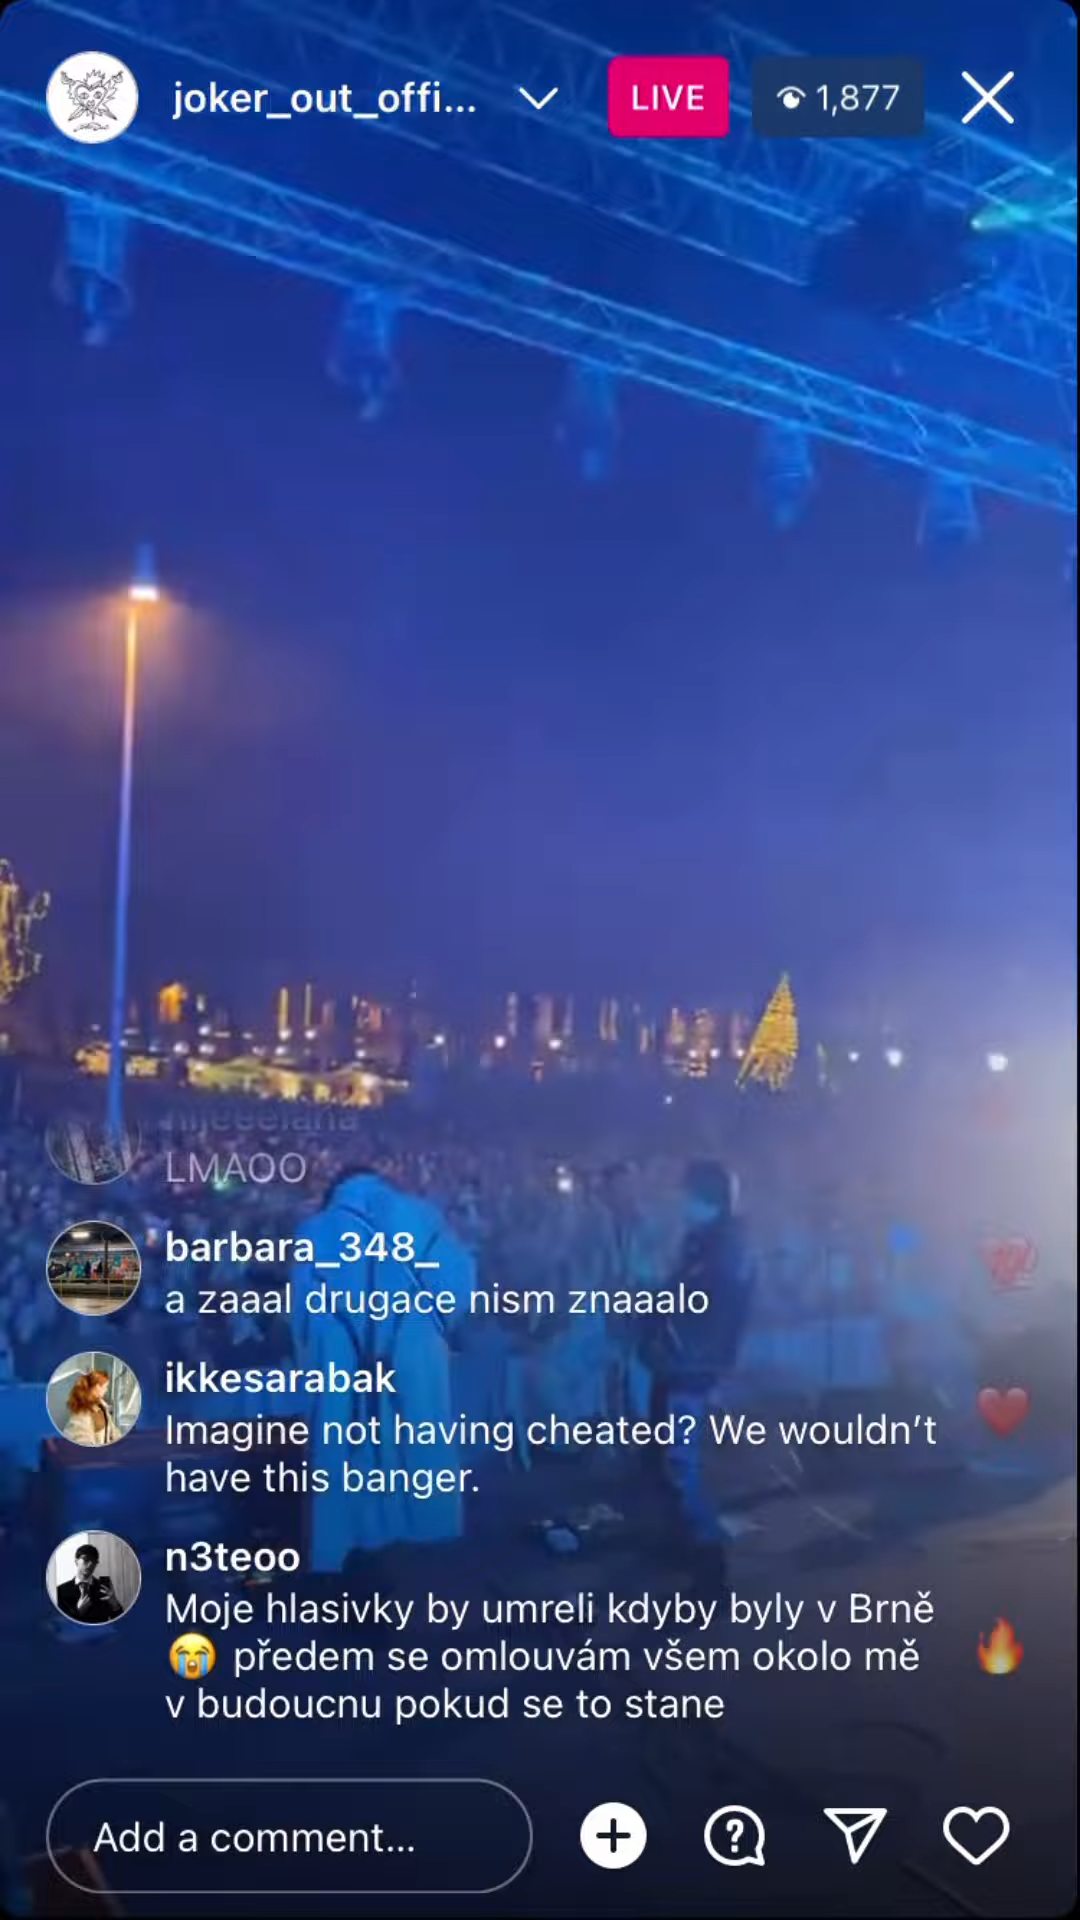 joker_out_offi...
LIVE
1,877
LMAOO
barbara_348_
a zaaal drugace nism znaaalo
ikkesarabak
Imagine not having cheated? We wouldn't
have this banger.
n3teoo
Moje hlasivky by umreli kdyby byly v Brně
😭 předem se omlouvám všem okolo mě
v budoucnu pokud se to stane
Add a comment...